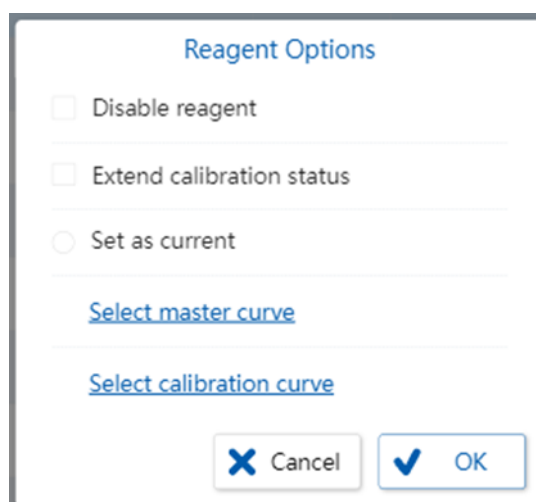 Reagent Options
Disable reagent
Extend calibration status
Set as current
Select master curve
Select calibration curve
Cancel
OK